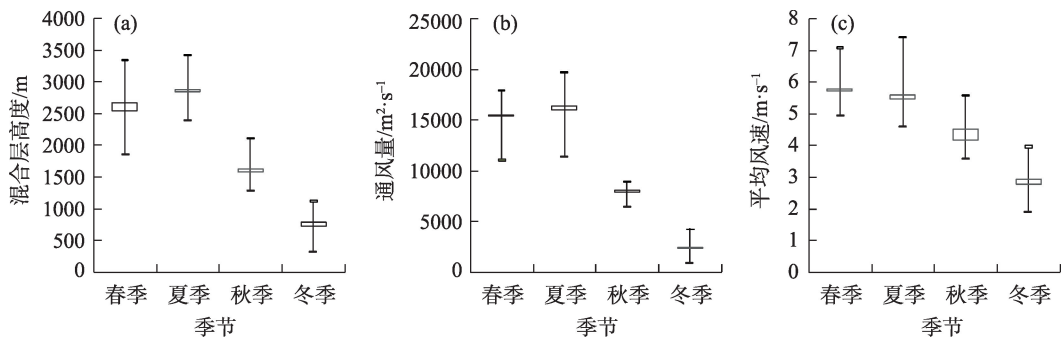 (a)
混合层高度/m
4000
3500
3000
2500
2000
1500
1000
500
0
春季 夏季 秋季 冬季
季节
(b)
通风量/m²·s⁻¹
25000
20000
15000
10000
5000
0
春季 夏季 秋季 冬季
季节
(c)
平均风速/m·s⁻¹
8
7
6
5
4
3
2
1
0
春季 夏季 秋季 冬季
季节